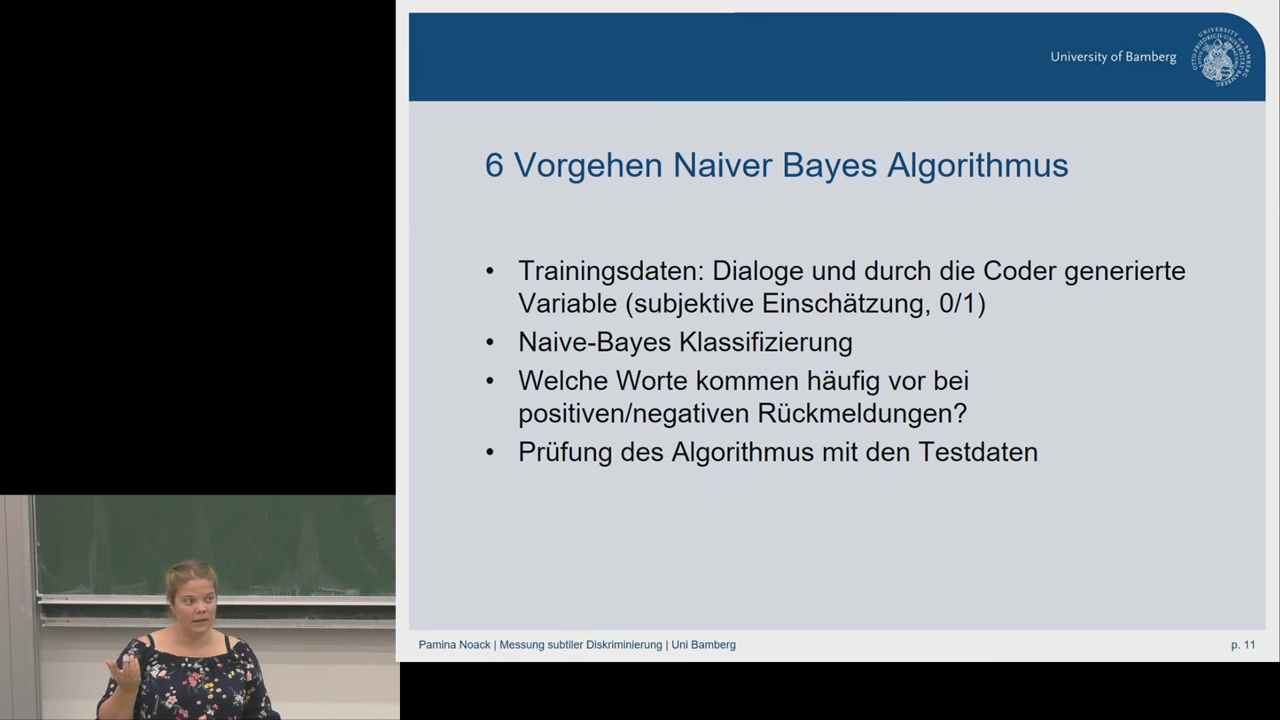 University of Bamberg
6 Vorgehen Naiver Bayes Algorithmus
• Trainingsdaten: Dialoge und durch die Coder generierte
Variable (subjektive Einschätzung, 0/1)
• Naive-Bayes Klassifizierung
• Welche Worte kommen häufig vor bei
positiven/negativen Rückmeldungen?
• Prüfung des Algorithmus mit den Testdaten
Pamina Noack | Messung subtiler Diskriminierung | Uni Bamberg
p. 11